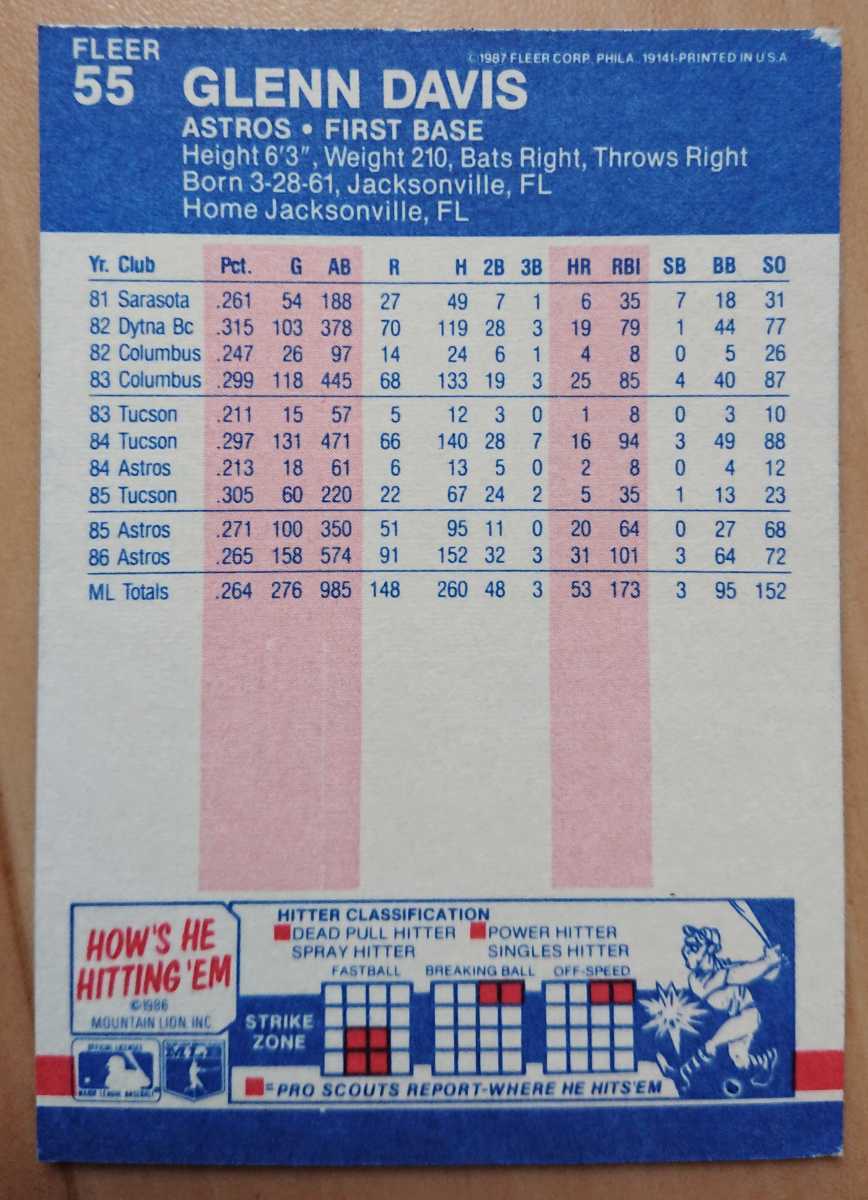 FLEER
55
©1987 FLEER CORP. PHILA. 19141-PRINTED IN U S A
GLENN DAVIS
ASTROS • FIRST BASE
Height 6'3", Weight 210, Bats Right, Throws Right
Born 3-28-61, Jacksonville, FL
Home Jacksonville, FL
Yr. Club Pct. G AB R H 2B 3B HR RBI SB BB SO
81 Sarasota .261 54 188 27 49 7 1 6 35 7 18 31
82 Dytna Bc .315 103 378 70 119 28 3 19 79 1 44 77
82 Columbus .247 26 97 14 24 6 1 4 8 0 5 26
83 Columbus .299 118 445 68 133 19 3 25 85 4 40 87
83 Tucson .211 15 57 5 12 3 0 1 8 0 3 10
84 Tucson .297 131 471 66 140 28 7 16 94 3 49 88
84 Astros .213 18 61 6 13 5 0 2 8 0 4 12
85 Tucson .305 60 220 22 67 24 2 5 35 1 13 23
85 Astros .271 100 350 51 95 11 0 20 64 0 27 68
86 Astros .265 158 574 91 152 32 3 31 101 3 64 72
ML Totals .264 276 985 148 260 48 3 53 173 3 95 152
HOW'S HE
HITTING 'EM
©1986
MOUNTAIN LION, INC
HITTER CLASSIFICATION
DEAD PULL HITTER POWER HITTER
SPRAY HITTER SINGLES HITTER
FASTBALL BREAKING BALL OFF-SPEED
STRIKE
ZONE
=PRO SCOUTS REPORT-WHERE HE HITS'EM
MAJOR LEAGUE BASEBALL